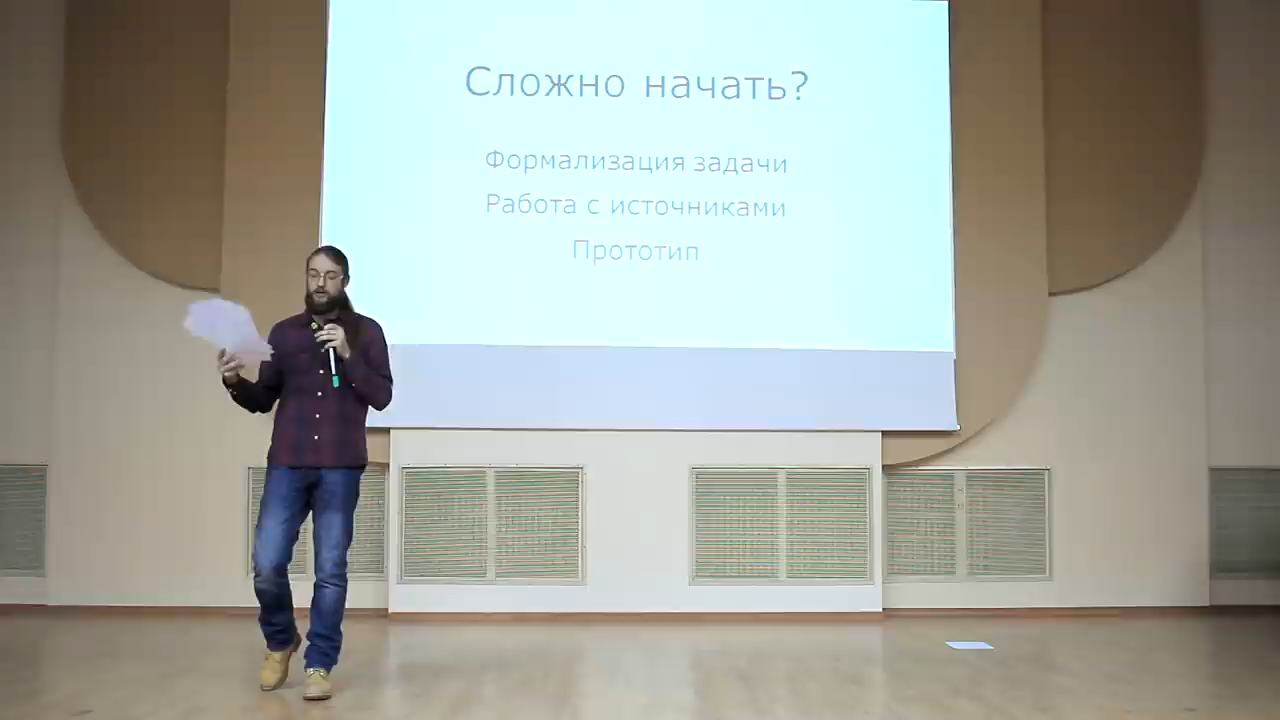 Сложно начать?
Формализация задачи
Работа с источниками
Прототип